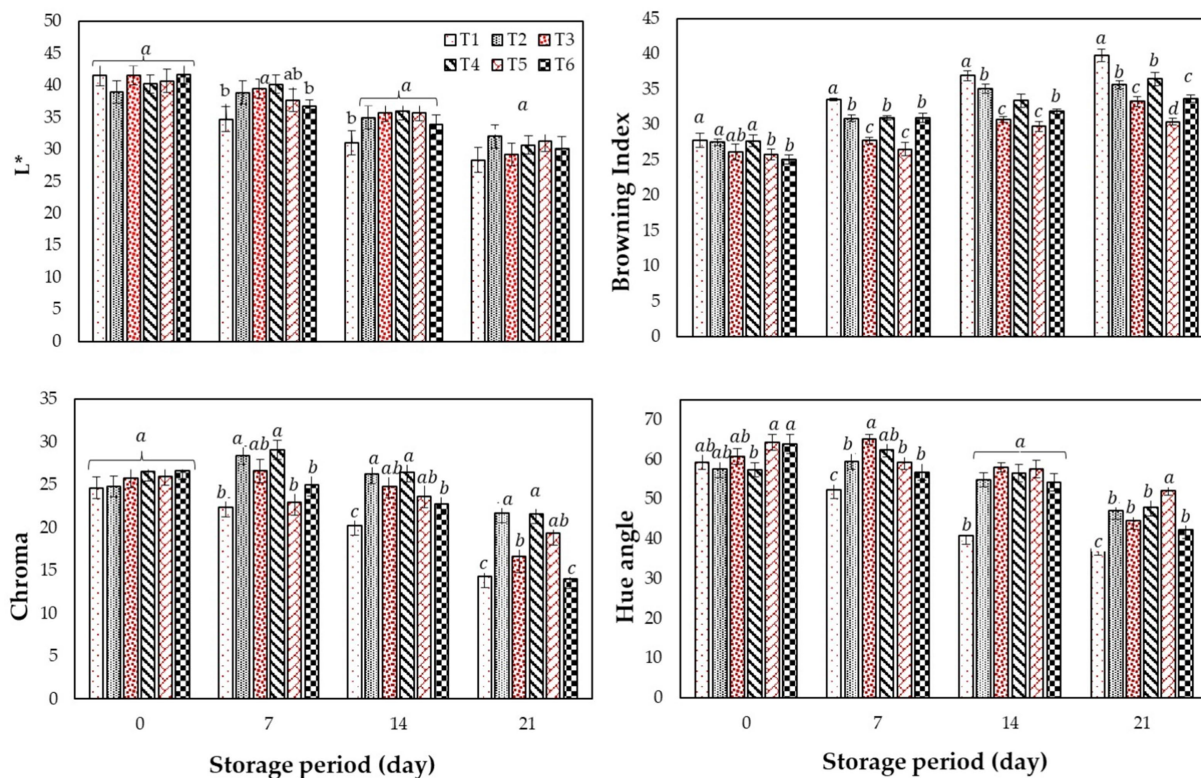 L*
50
45
40
35
30
25
20
15
10
5
0
T1 T2 T3
T4 T5 T6
a
b a ab b
b a
a
Browning Index
45
40
35
30
25
20
15
10
5
0
a a ab a b b
a b c b c b
a b c c b
a b c b d c
Chroma
35
30
25
20
15
10
5
0
a
b a ab a b b
c a ab a ab b
c a b a ab c
0 7 14 21
Storage period (day)
Hue angle
70
60
50
40
30
20
10
0
ab ab ab b a a
c b a ab b b
b a
c b b b a c
0 7 14 21
Storage period (day)